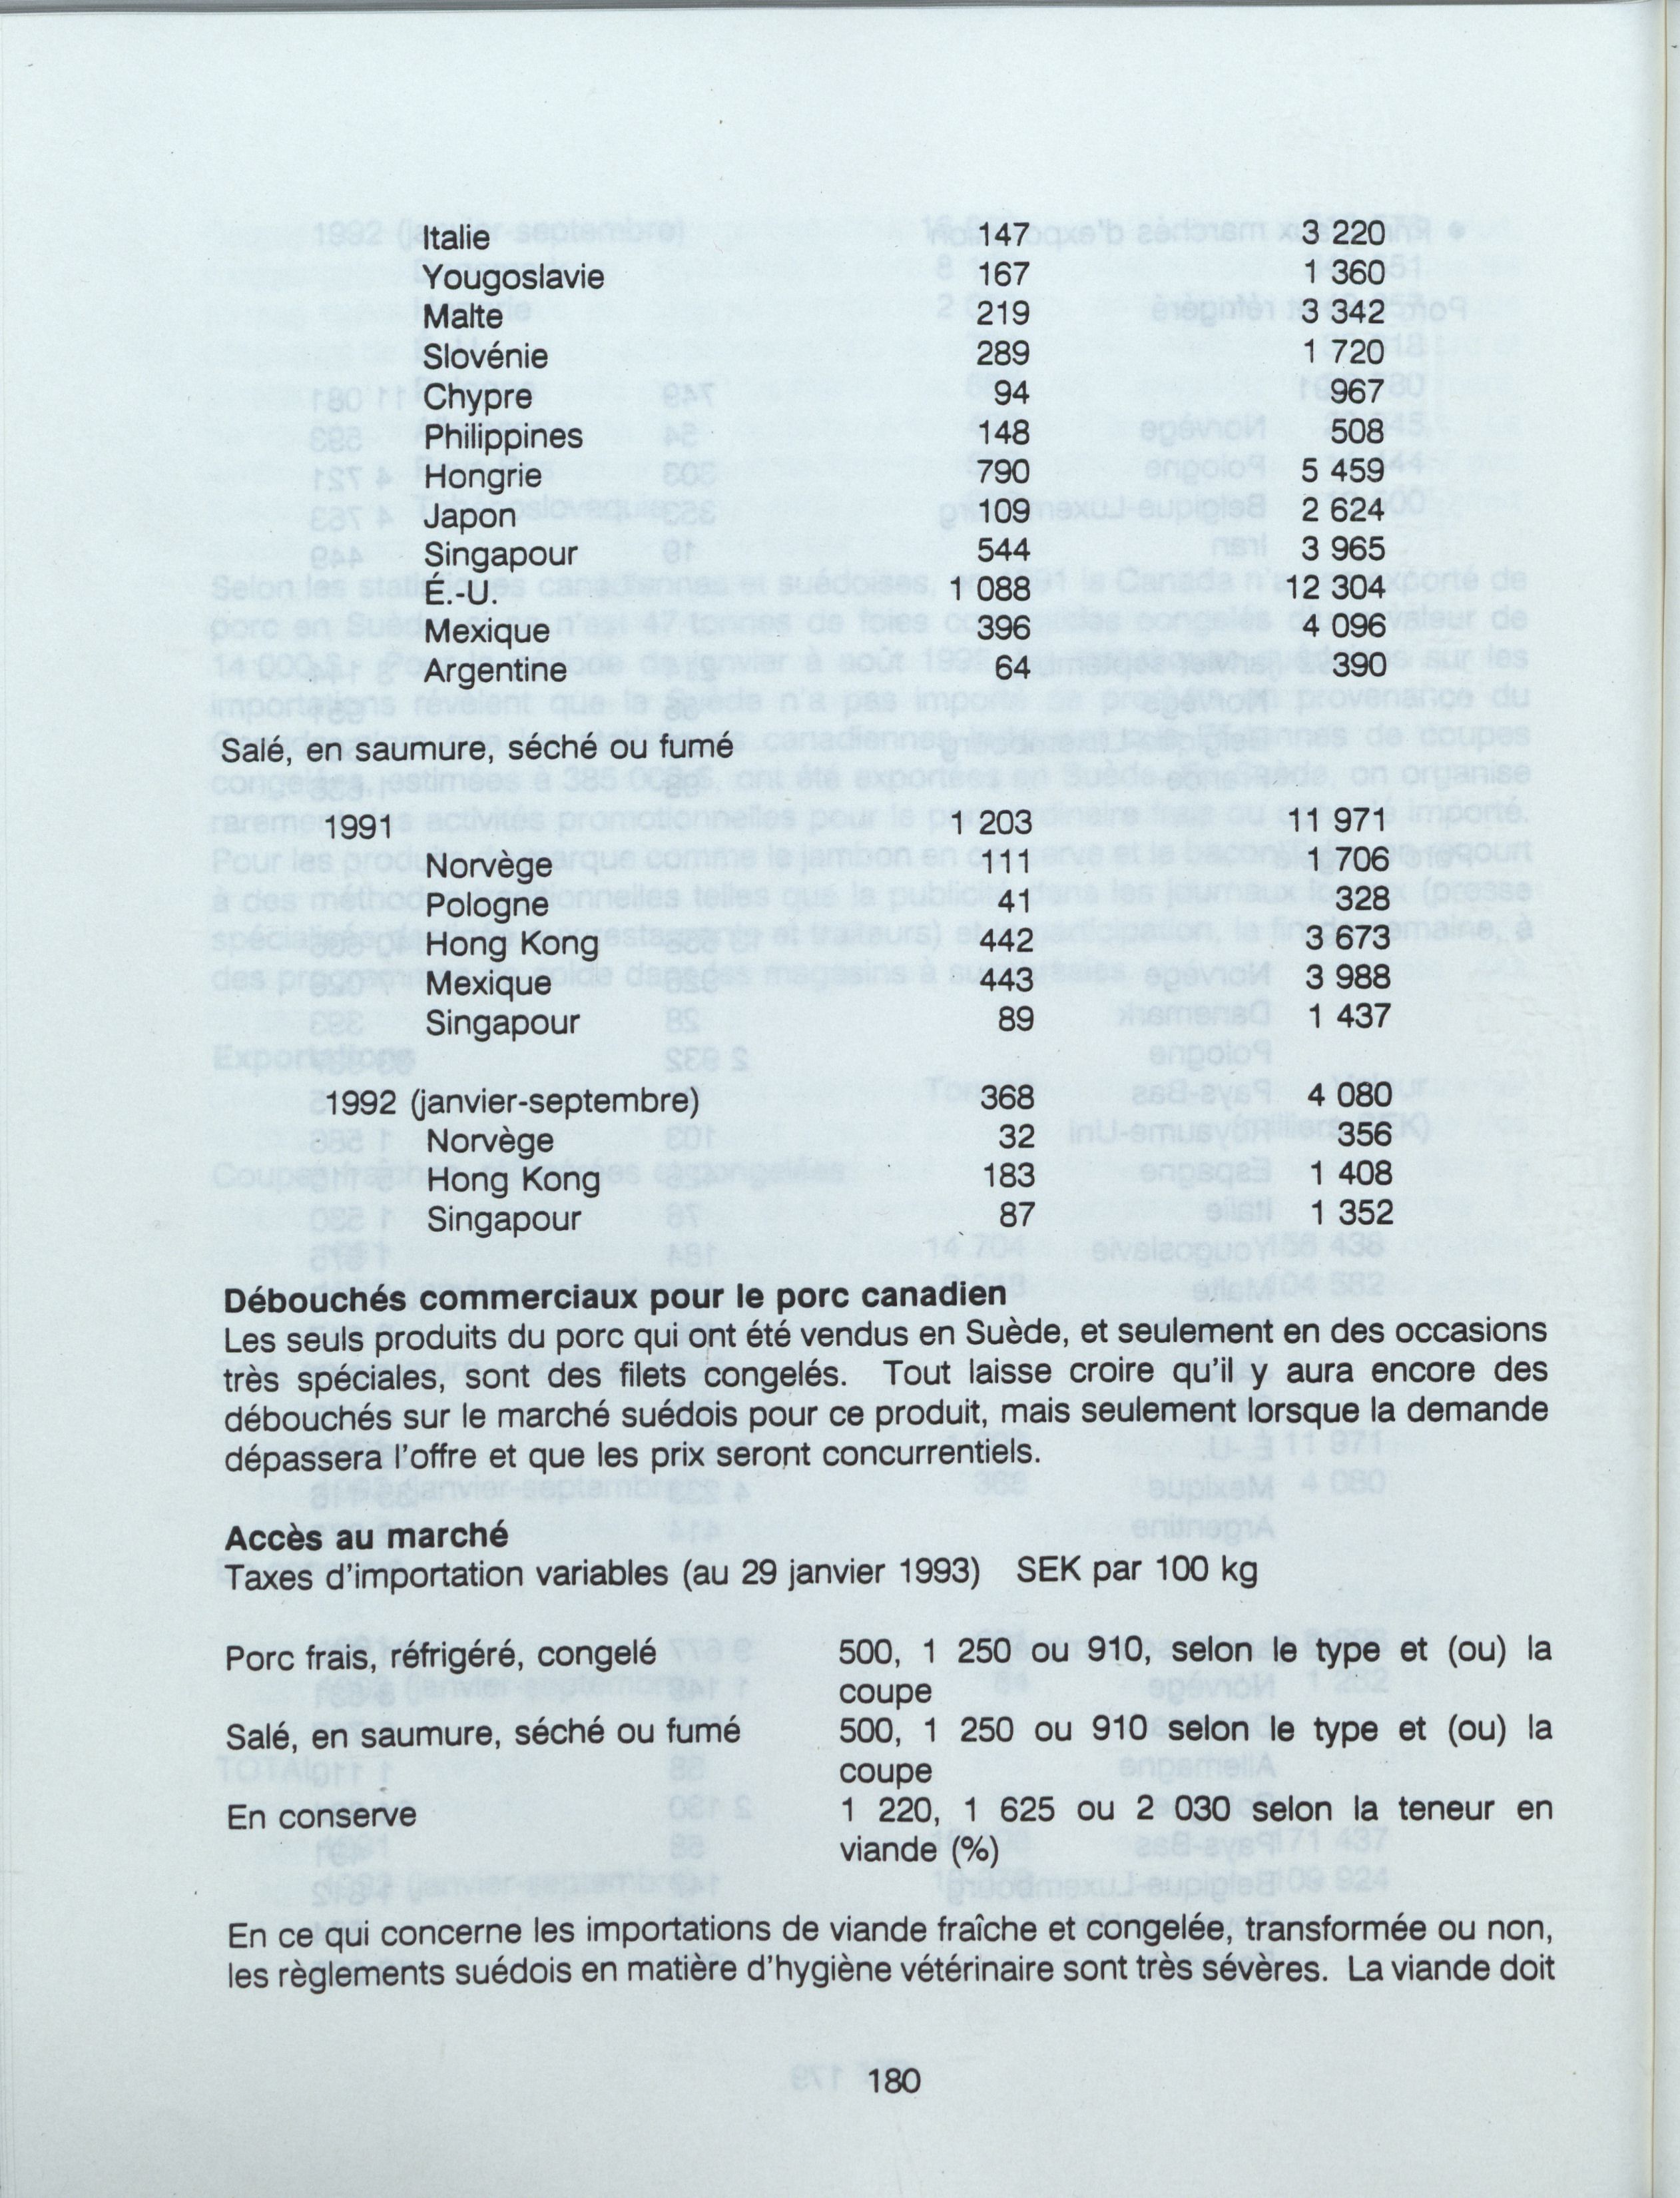 Italie 147 3 220
Yougoslavie 167 1 360
Malte 219 3 342
Slovénie 289 1 720
Chypre 94 967
Philippines 148 508
Hongrie 790 5 459
Japon 109 2 624
Singapour 544 3 965
É.-U. 1 088 12 304
Mexique 396 4 096
Argentine 64 390
Salé, en saumure, séché ou fumé
1991 1 203 11 971
Norvège 111 1 706
Pologne 41 328
Hong Kong 442 3 673
Mexique 443 3 988
Singapour 89 1 437
1992 (janvier-septembre) 368 4 080
Norvège 32 356
Hong Kong 183 1 408
Singapour 87 1 352
Débouchés commerciaux pour le porc canadien
Les seuls produits du porc qui ont été vendus en Suède, et seulement en des occasions
très spéciales, sont des filets congelés. Tout laisse croire qu'il y aura encore des
débouchés sur le marché suédois pour ce produit, mais seulement lorsque la demande
dépassera l'offre et que les prix seront concurrentiels.
Accès au marché
Taxes d'importation variables (au 29 janvier 1993) SEK par 100 kg
Porc frais, réfrigéré, congelé 500, 1 250 ou 910, selon le type et (ou) la
coupe
Salé, en saumure, séché ou fumé 500, 1 250 ou 910 selon le type et (ou) la
coupe
En conserve 1 220, 1 625 ou 2 030 selon la teneur en
viande (%)
En ce qui concerne les importations de viande fraîche et congelée, transformée ou non,
les règlements suédois en matière d'hygiène vétérinaire sont très sévères. La viande doit
180